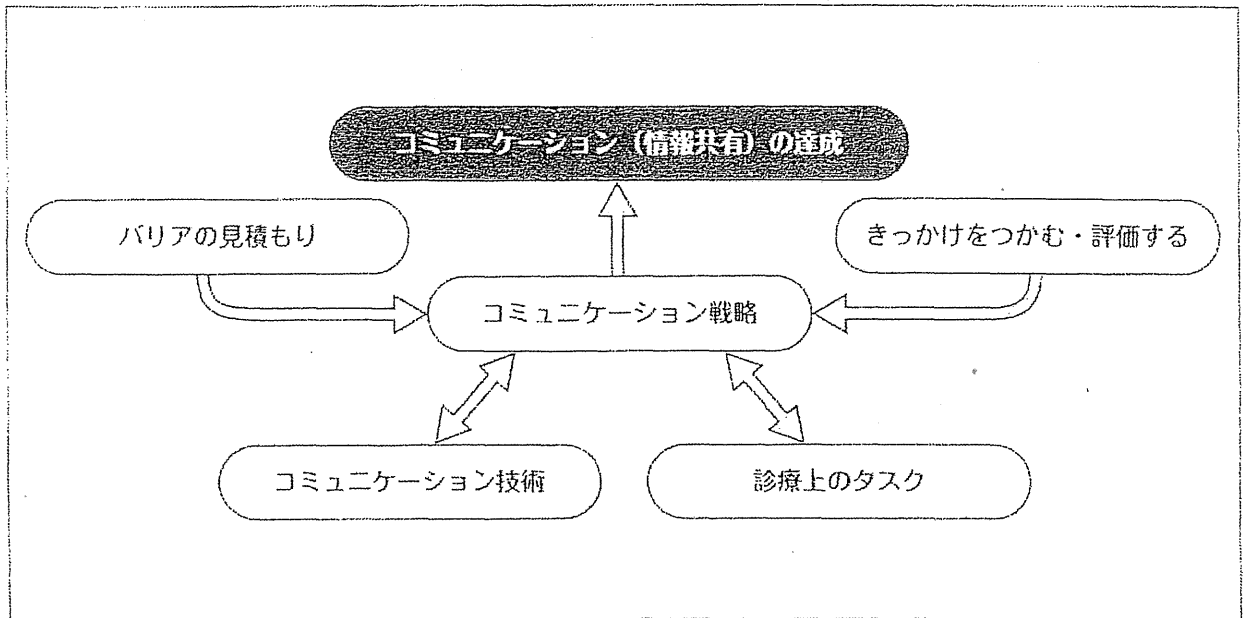 コミュニケーション（情報共有）の達成
バリアの見積もり
きっかけをつかむ・評価する
コミュニケーション戦略
コミュニケーション技術
診療上のタスク